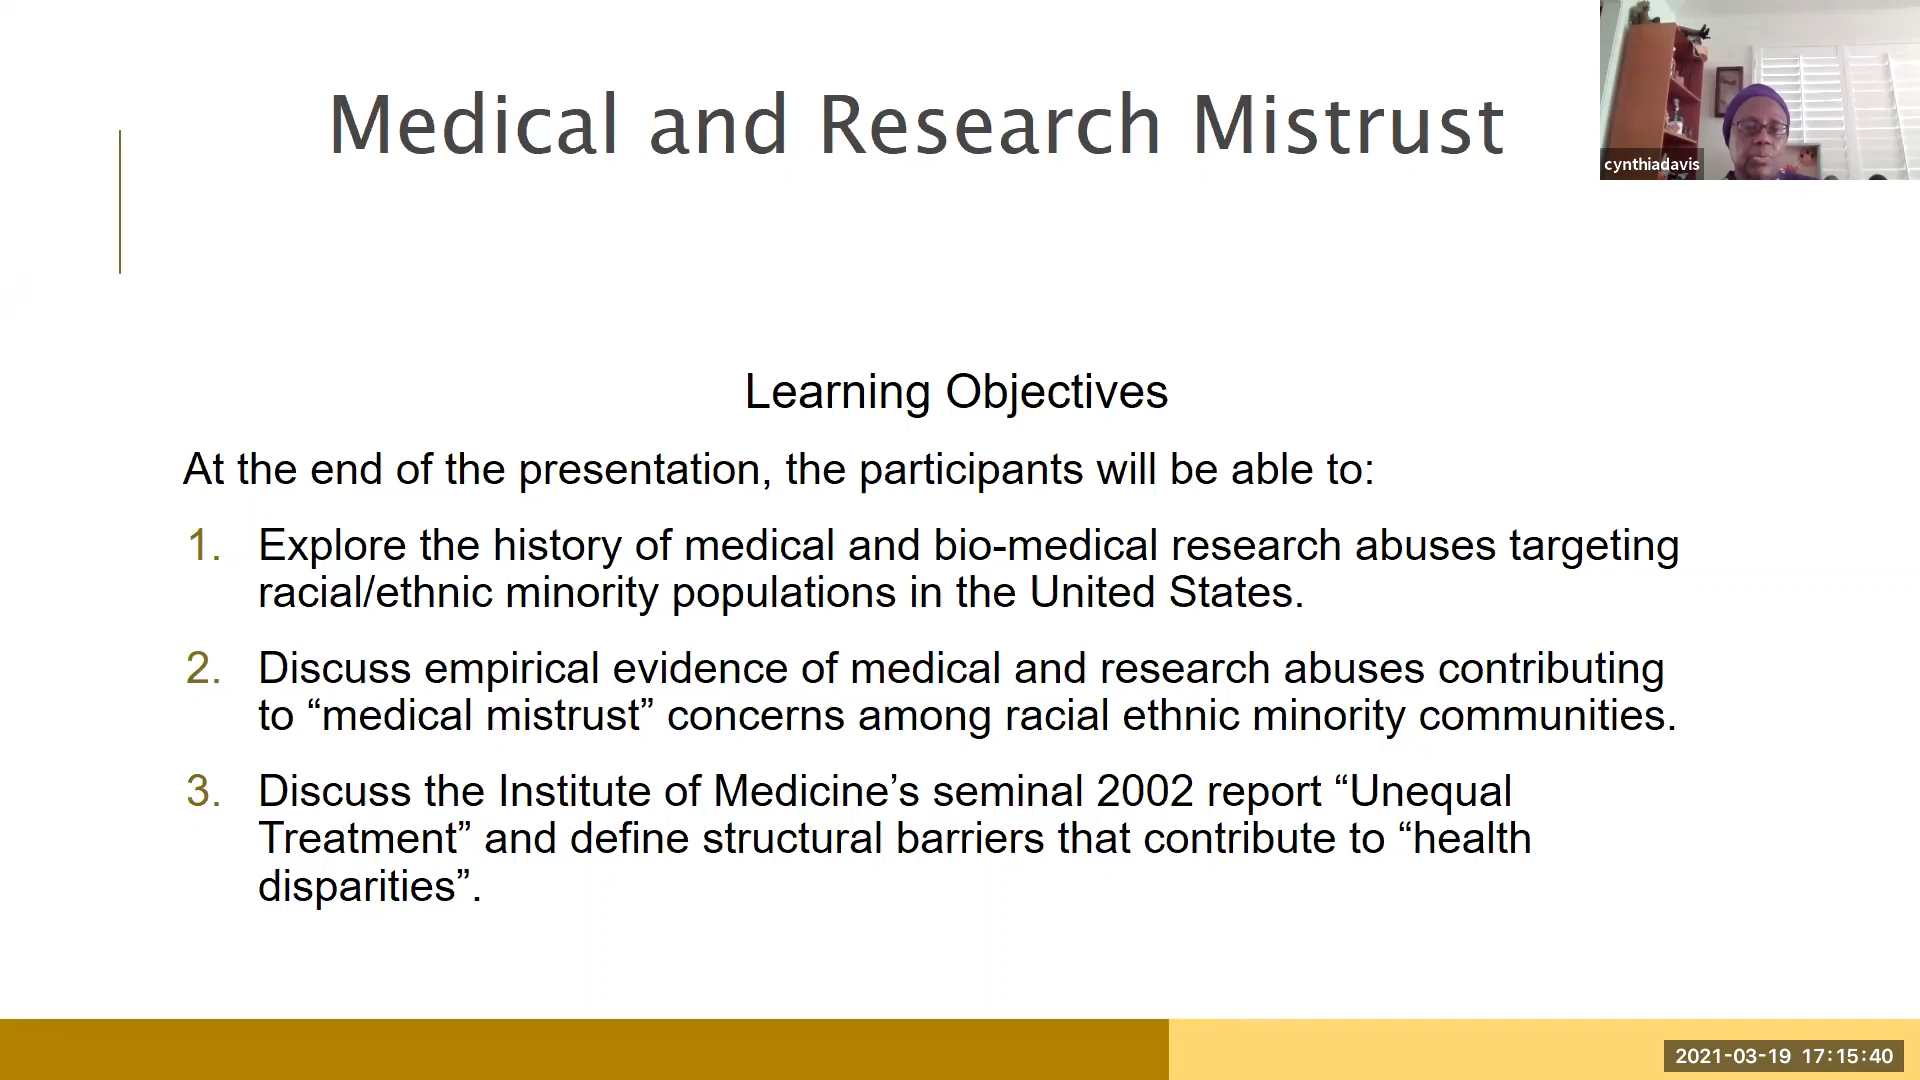 Medical and Research Mistrust
cynthiadavis
Learning Objectives
At the end of the presentation, the participants will be able to:
1. Explore the history of medical and bio-medical research abuses targeting
racial/ethnic minority populations in the United States.
2. Discuss empirical evidence of medical and research abuses contributing
to “medical mistrust” concerns among racial ethnic minority communities.
3. Discuss the Institute of Medicine’s seminal 2002 report “Unequal
Treatment” and define structural barriers that contribute to “health
disparities”.
2021-03-19 17:15:40